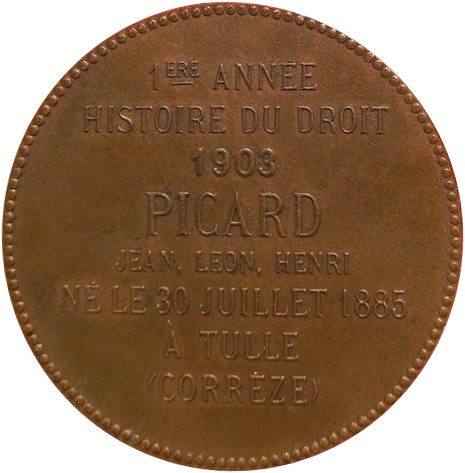 1ERE ANNÉE
HISTOIRE DU DROIT
1903
PICARD
JEAN, LEON, HENRI
NÉ LE 30 JUILLET 1885
À TULLE
(CORRÈZE)